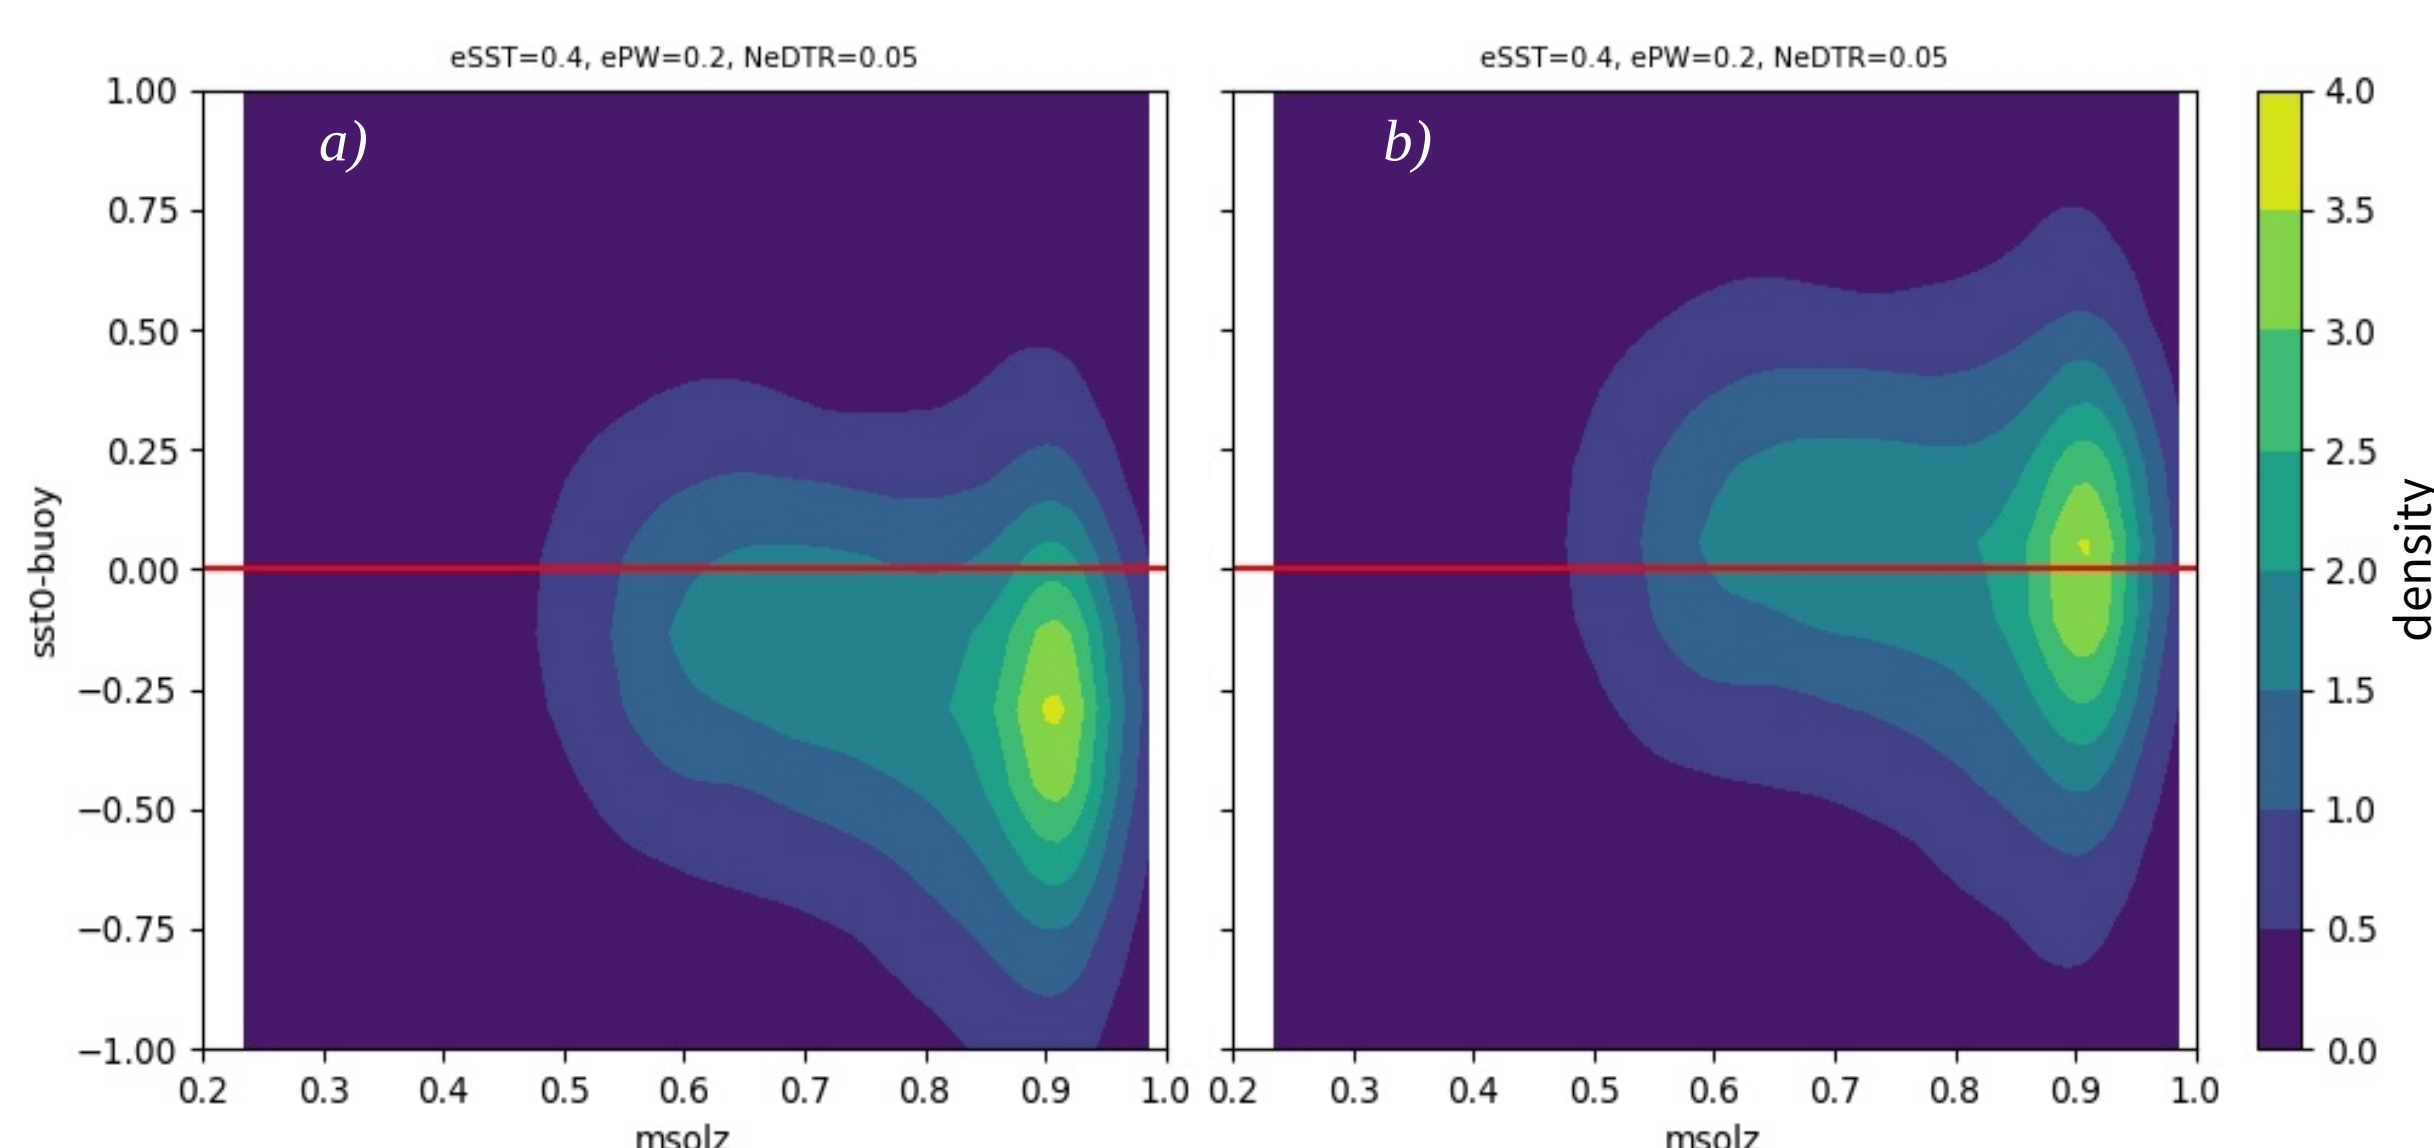 eSST=0.4, ePW=0.2, NeDTR=0.05
eSST=0.4, ePW=0.2, NeDTR=0.05
a)
b)
sst0-buoy
1.00
0.75
0.50
0.25
0.00
−0.25
−0.50
−0.75
−1.00
0.2 0.3 0.4 0.5 0.6 0.7 0.8 0.9 1.0
msolz
0.2 0.3 0.4 0.5 0.6 0.7 0.8 0.9 1.0
msolz
4.0
3.5
3.0
2.5
2.0
1.5
1.0
0.5
0.0
density